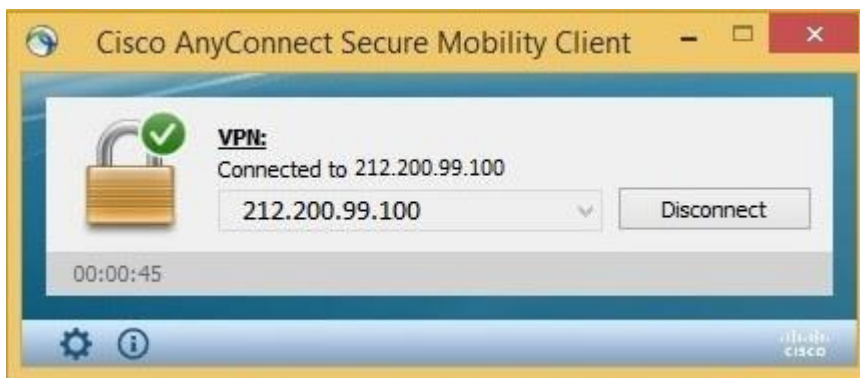 Cisco AnyConnect Secure Mobility Client
VPN:
Connected to 212.200.99.100
212.200.99.100
Disconnect
00:00:45
CISCO